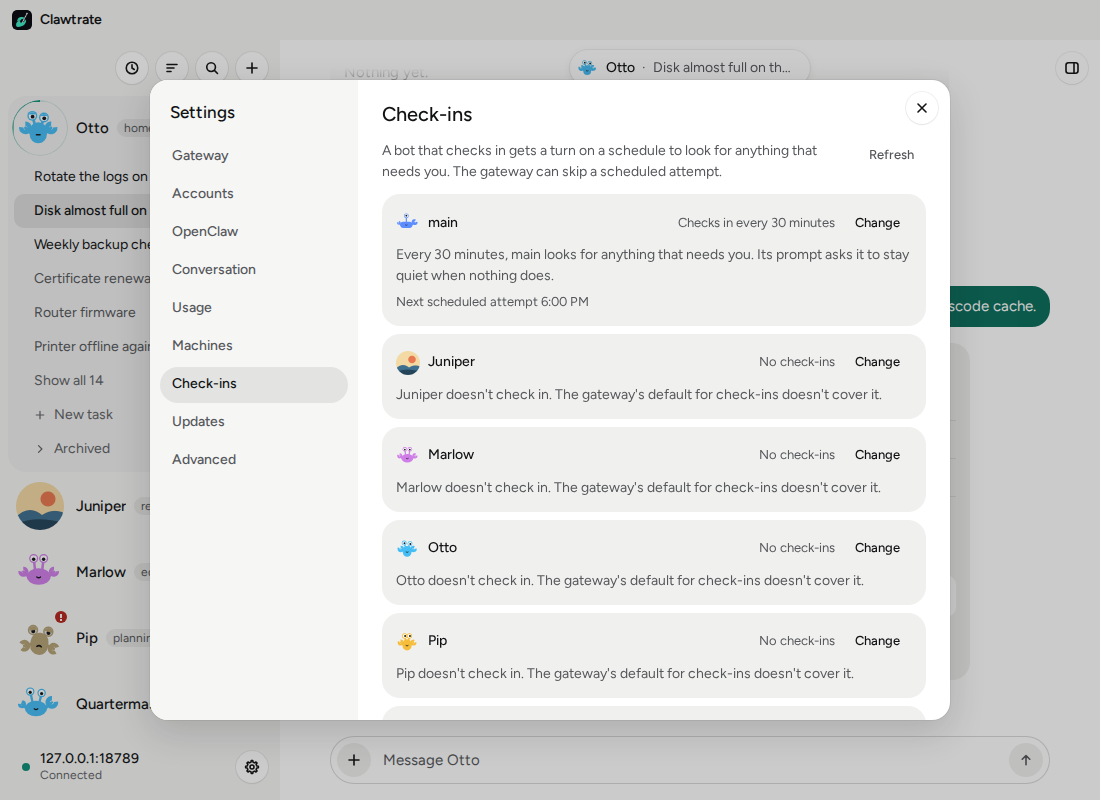 Clawtrate
Nothing yet.
Otto · Disk almost full on th...
Otto
Rotate the logs on
Disk almost full on
Weekly backup che
Certificate renewa
Router firmware
Printer offline again
Show all 14
New task
Archived
Juniper
Marlow
Pip
Quarterma
127.0.0.1:18789
Connected
Settings
Gateway
Accounts
OpenClaw
Conversation
Usage
Machines
Check-ins
Updates
Advanced
Check-ins
A bot that checks in gets a turn on a schedule to look for anything that
needs you. The gateway can skip a scheduled attempt.
Refresh
main
Checks in every 30 minutes
Change
Every 30 minutes, main looks for anything that needs you. Its prompt asks it to stay
quiet when nothing does.
Next scheduled attempt 6:00 PM
Juniper
No check-ins
Change
Juniper doesn't check in. The gateway's default for check-ins doesn't cover it.
Marlow
No check-ins
Change
Marlow doesn't check in. The gateway's default for check-ins doesn't cover it.
Otto
No check-ins
Change
Otto doesn't check in. The gateway's default for check-ins doesn't cover it.
Pip
No check-ins
Change
Pip doesn't check in. The gateway's default for check-ins doesn't cover it.
scode cache.
Message Otto